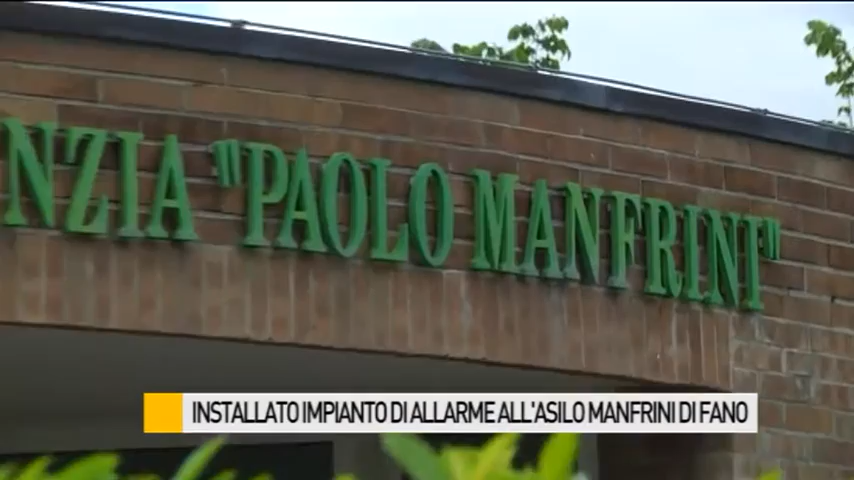 NZIA "PAOLO MANFRINI"
INSTALLATO IMPIANTO DI ALLARME ALL'ASILO MANFRINI DI FANO